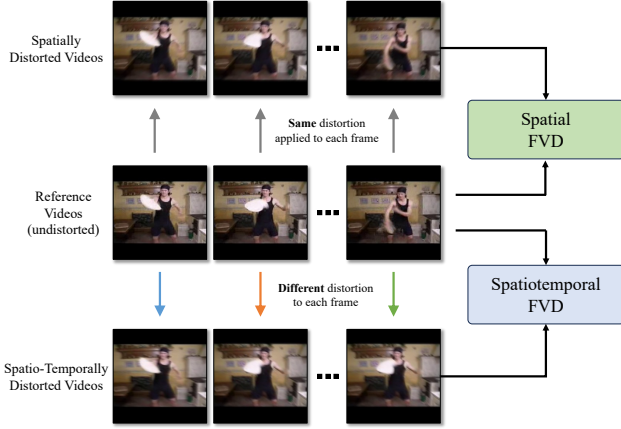 Spatially
Distorted Videos
Same distortion
applied to each frame
Spatial
FVD
Reference
Videos
(undistorted)
Different distortion
to each frame
Spatiotemporal
FVD
Spatio-Temporally
Distorted Videos